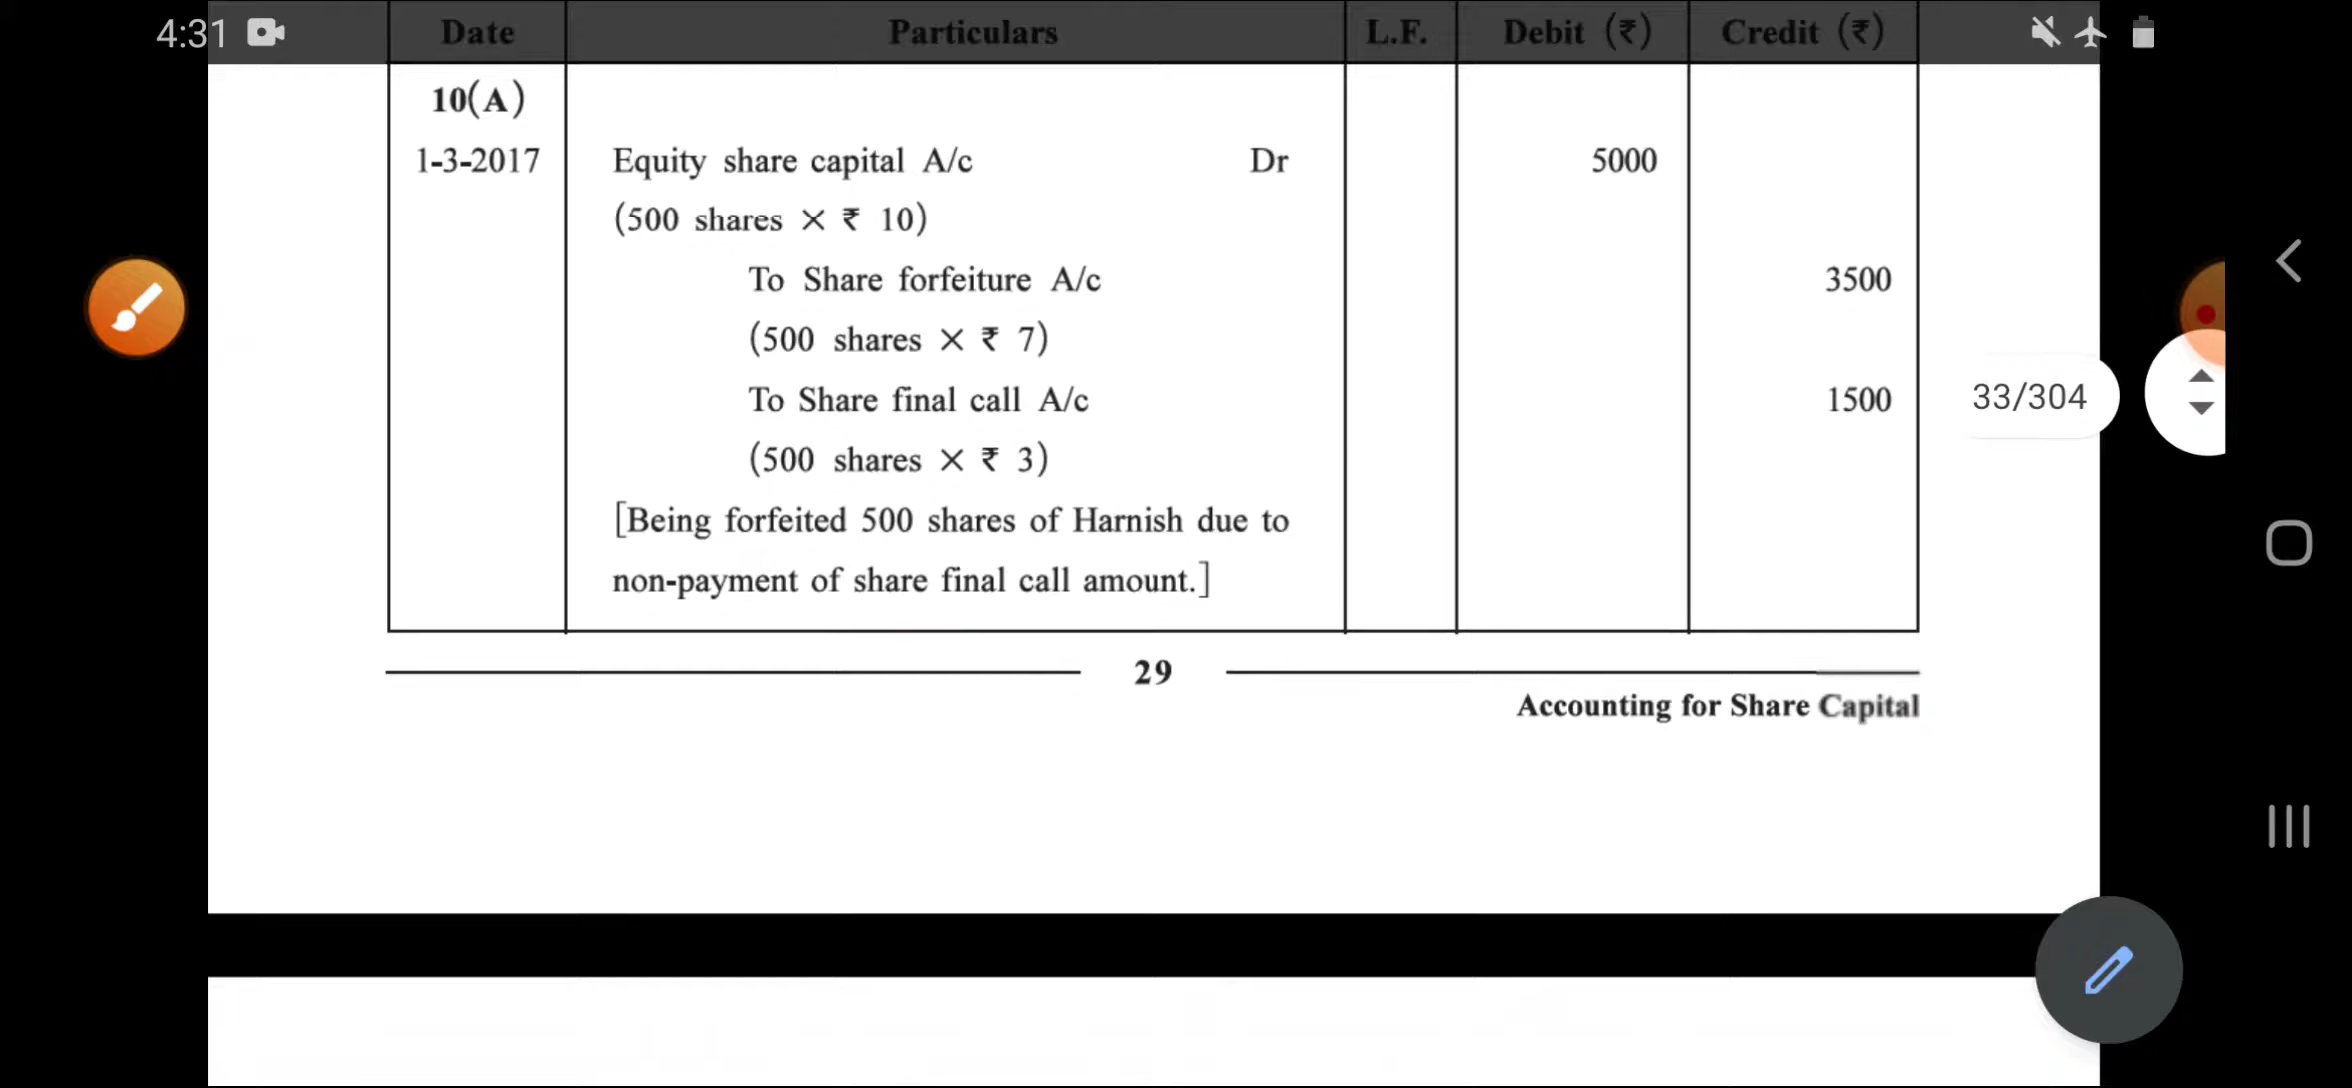 4:31
Date Particulars L.F. Debit (₹) Credit (₹)
10(A)
1-3-2017 Equity share capital A/c Dr 5000
(500 shares × ₹ 10)
To Share forfeiture A/c 3500
(500 shares × ₹ 7)
To Share final call A/c 1500
(500 shares × ₹ 3)
[Being forfeited 500 shares of Harnish due to
non-payment of share final call amount.]
33/304
29
Accounting for Share Capital